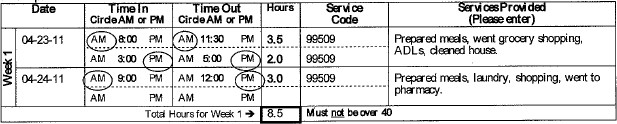 Date Time In Time Out Hours Service Services Provided
Circle AM or PM Circle AM or PM Code (Please enter)
Week 1
04-23-11 AM 8:00 PM AM 11:30 PM 3.5 99509 Prepared meals, went grocery shopping,
AM 3:00 PM AM 5:00 PM 2.0 99509 ADLs, cleaned house.
04-24-11 AM 9:00 PM AM 12:00 PM 3.0 99509 Prepared meals, laundry, shopping, went to
AM PM AM PM pharmacy.
Total Hours for Week 1 → 8.5 Must not be over 40